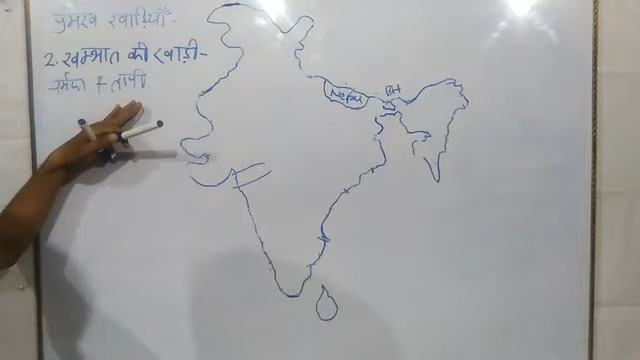 प्रमुख खाड़ियाँ -
2. खम्भात की खाड़ी -
नर्मदा र तापी
Nepal
BH